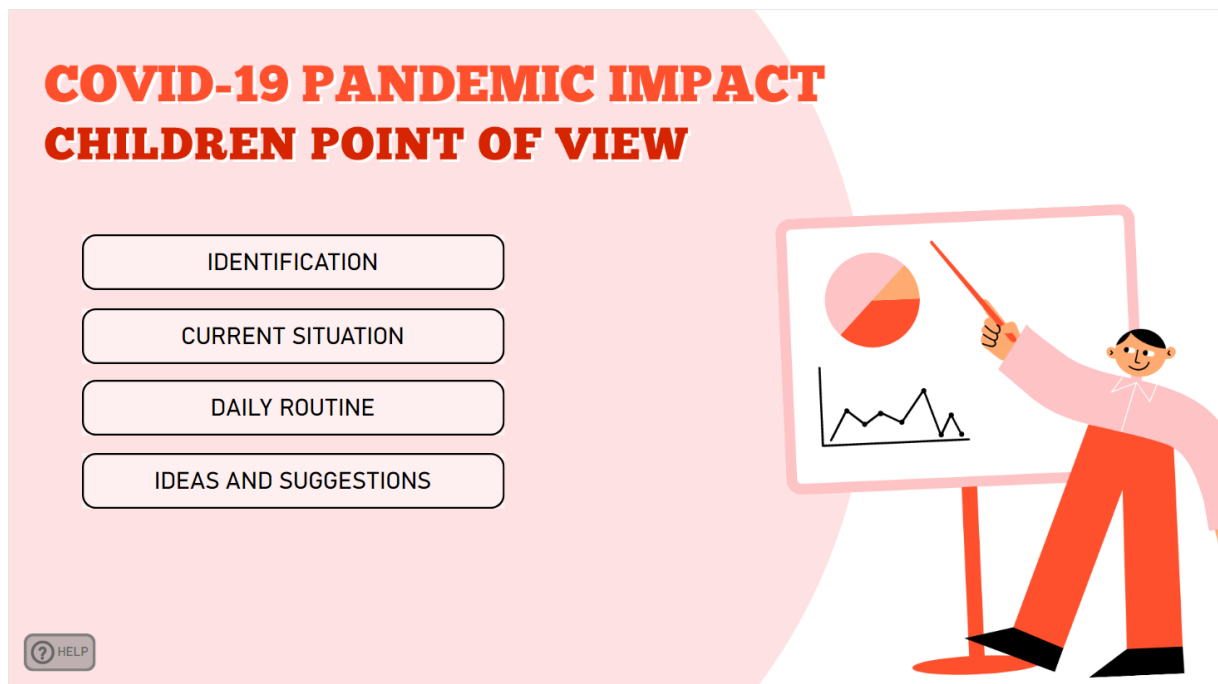 COVID-19 PANDEMIC IMPACT
CHILDREN POINT OF VIEW
IDENTIFICATION
CURRENT SITUATION
DAILY ROUTINE
IDEAS AND SUGGESTIONS
? HELP